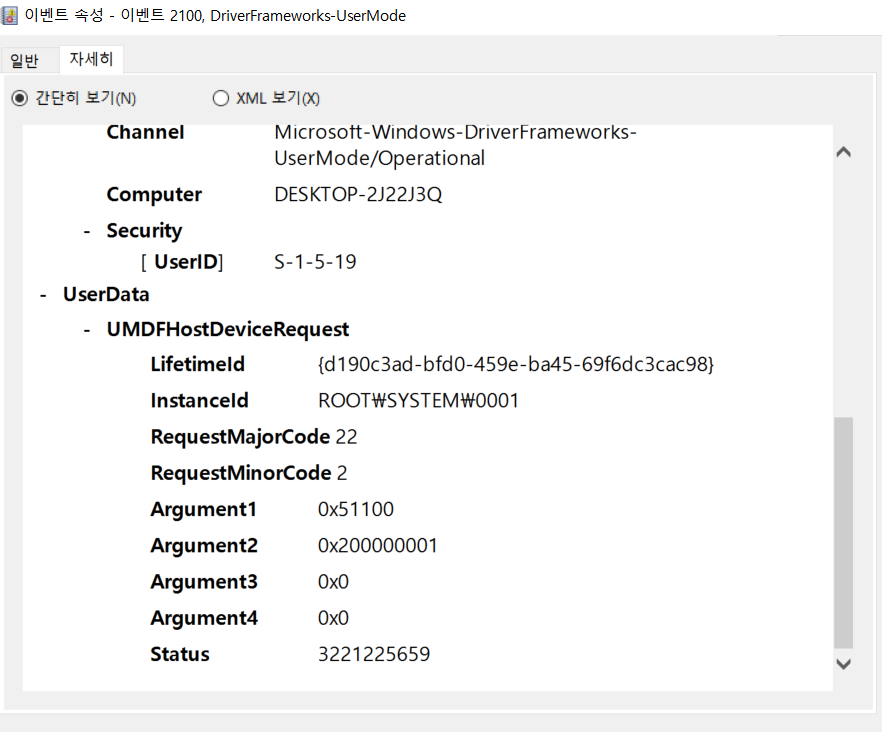 이벤트 속성 - 이벤트 2100, DriverFrameworks-UserMode
일반 자세히
간단히 보기(N) XML 보기(X)
Channel Microsoft-Windows-DriverFrameworks-
UserMode/Operational
Computer DESKTOP-2J22J3Q
- Security
[ UserID] S-1-5-19
- UserData
- UMDFHostDeviceRequest
LifetimeId {d190c3ad-bfd0-459e-ba45-69f6dc3cac98}
InstanceId ROOT₩SYSTEM₩0001
RequestMajorCode 22
RequestMinorCode 2
Argument1 0x51100
Argument2 0x200000001
Argument3 0x0
Argument4 0x0
Status 3221225659